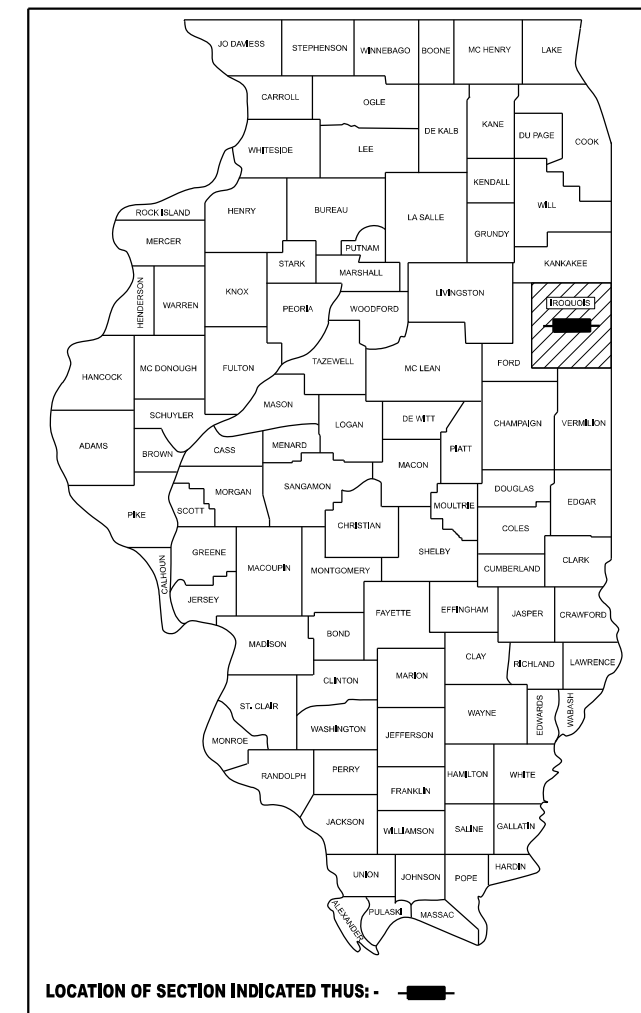 JO DAVIESS
STEPHENSON
WINNEBAGO
BOONE
MC HENRY
LAKE
CARROLL
OGLE
DE KALB
KANE
DU PAGE
COOK
WHITESIDE
LEE
KENDALL
WILL
ROCK ISLAND
HENRY
BUREAU
LA SALLE
GRUNDY
MERCER
PUTNAM
KANKAKEE
STARK
MARSHALL
HENDERSON
WARREN
KNOX
PEORIA
WOODFORD
LIVINGSTON
IROQUOIS
TAZEWELL
MC LEAN
FORD
HANCOCK
MC DONOUGH
FULTON
MASON
SCHUYLER
LOGAN
DE WITT
CHAMPAIGN
VERMILION
ADAMS
BROWN
CASS
MENARD
MACON
PIATT
MORGAN
SANGAMON
DOUGLAS
EDGAR
PIKE
SCOTT
CHRISTIAN
MOULTRIE
COLES
GREENE
SHELBY
CALHOUN
MACOUPIN
MONTGOMERY
CUMBERLAND
CLARK
JERSEY
FAYETTE
EFFINGHAM
JASPER
CRAWFORD
MADISON
BOND
CLAY
RICHLAND
LAWRENCE
CLINTON
MARION
ST. CLAIR
WAYNE
EDWARDS
WABASH
WASHINGTON
JEFFERSON
MONROE
RANDOLPH
PERRY
HAMILTON
WHITE
FRANKLIN
JACKSON
WILLIAMSON
SALINE
GALLATIN
UNION
JOHNSON
POPE
HARDIN
ALEXANDER
PULASKI
MASSAC
LOCATION OF SECTION INDICATED THUS: -